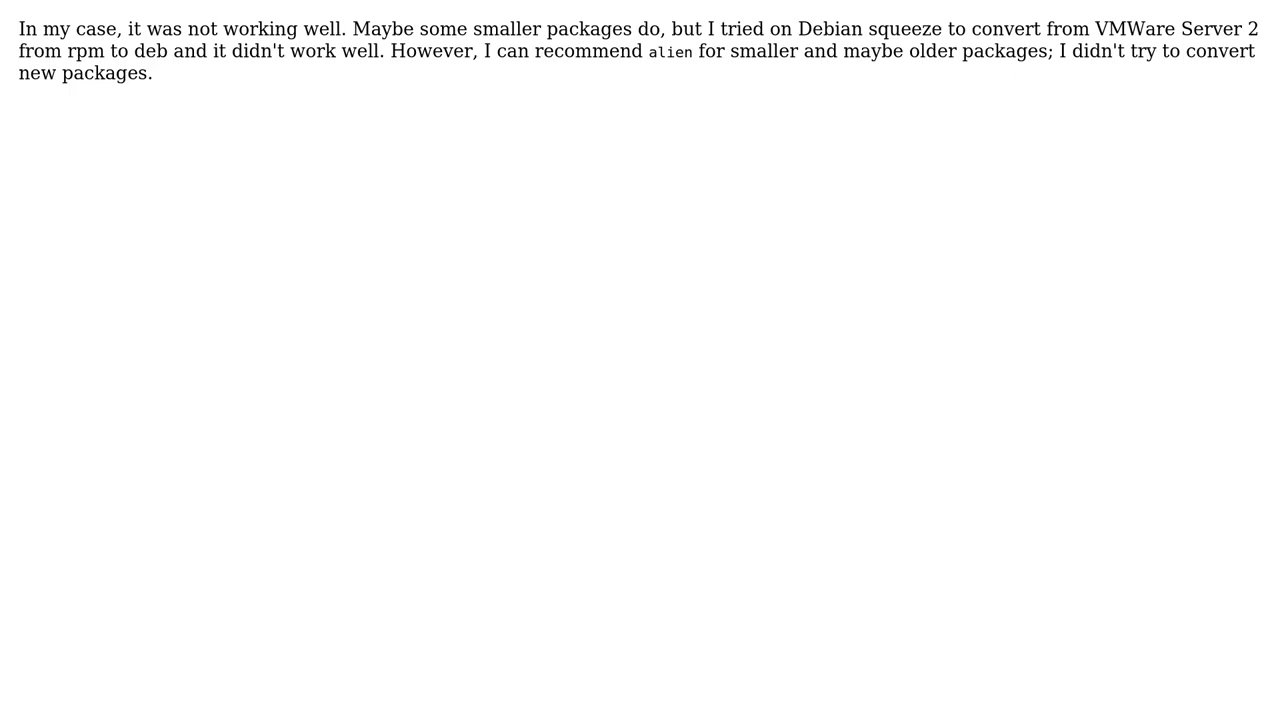 In my case, it was not working well. Maybe some smaller packages do, but I tried on Debian squeeze to convert from VMWare Server 2
from rpm to deb and it didn't work well. However, I can recommend alien for smaller and maybe older packages; I didn't try to convert
new packages.